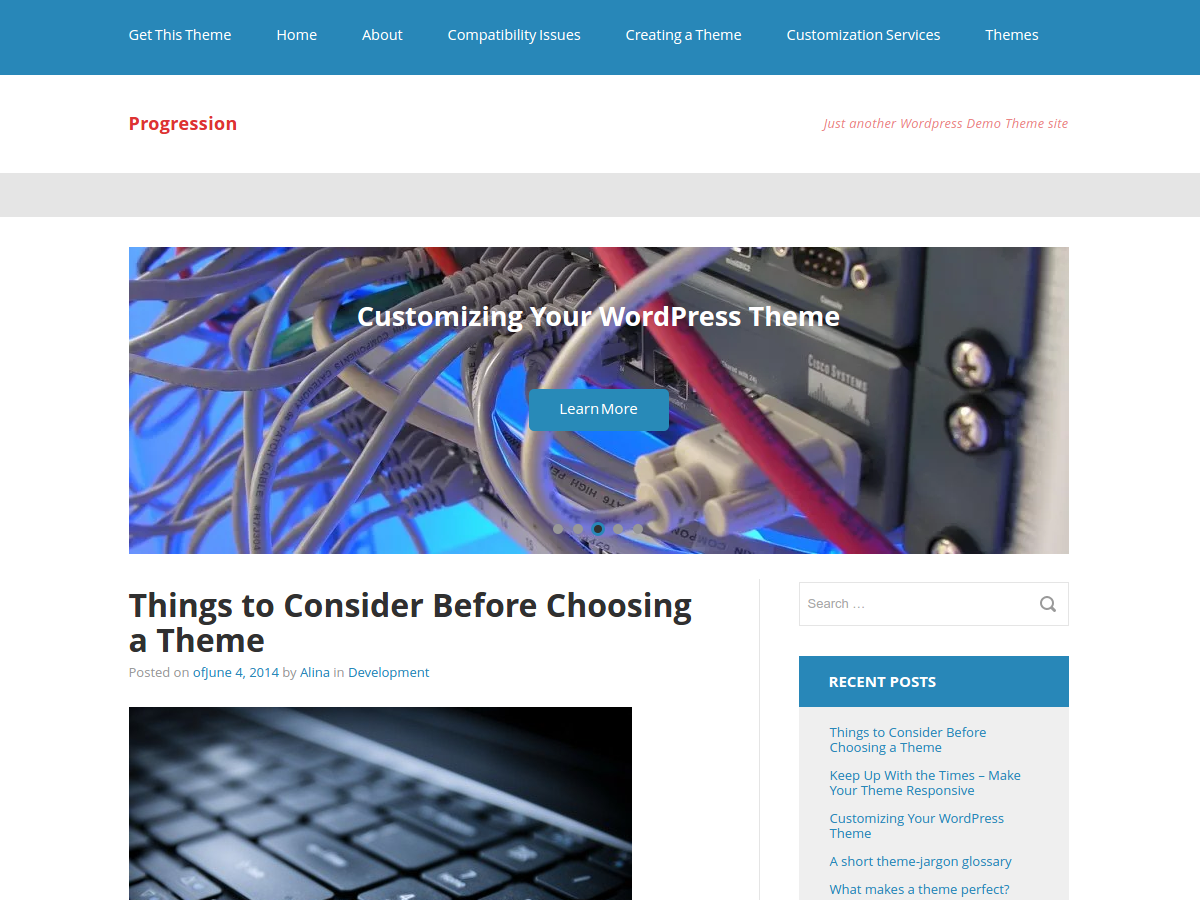 Get This Theme Home About Compatibility Issues Creating a Theme Customization Services Themes
Progression
Just another Wordpress Demo Theme site
Customizing Your WordPress Theme
Console
CISCO SYSTEMS
Learn More
Things to Consider Before Choosing
a Theme
Posted on ofJune 4, 2014 by Alina in Development
Search …
RECENT POSTS
Things to Consider Before
Choosing a Theme
Keep Up With the Times – Make
Your Theme Responsive
Customizing Your WordPress
Theme
A short theme-jargon glossary
What makes a theme perfect?